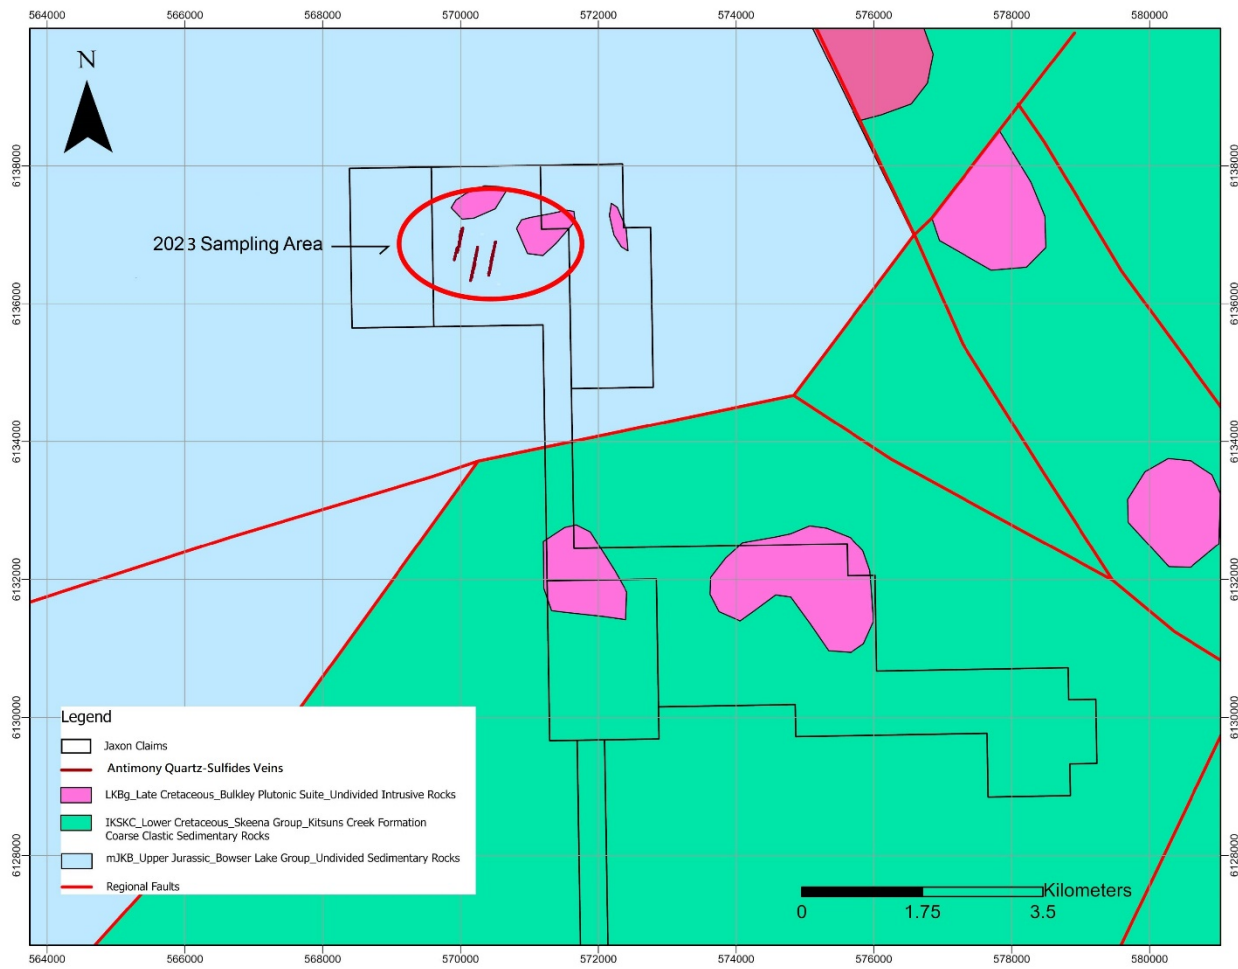 564000 566000 568000 570000 572000 574000 576000 578000 580000
N
6138000 6138000
2023 Sampling Area
6136000 6136000
6134000 6134000
6132000 6132000
6130000 6130000
Legend
Jaxon Claims
Antimony Quartz-Sulfides Veins
LKBg_Late Cretaceous_Bulkley Plutonic Suite_Undivided Intrusive Rocks
IKSKC_Lower Cretaceous_Skeena Group_Kitsuns Creek Formation
Coarse Clastic Sedimentary Rocks
mJKB_Upper Jurassic_Bowser Lake Group_Undivided Sedimentary Rocks
6128000 6128000
Regional Faults
Kilometers
0 1.75 3.5
564000 566000 568000 570000 572000 574000 576000 578000 580000